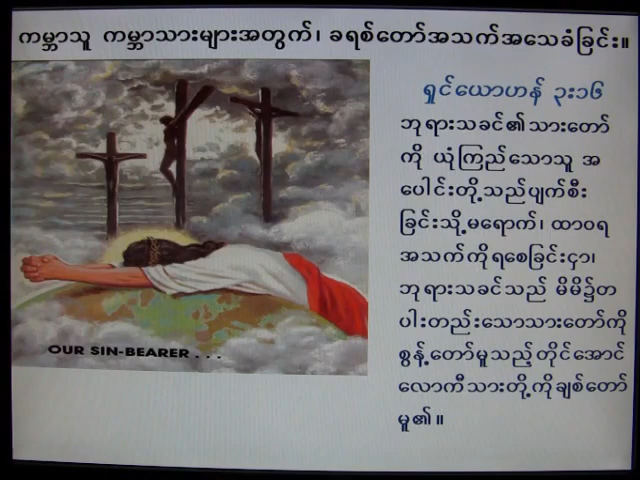 ကမ္ဘာသူ ကမ္ဘာသားများအတွက်၊ ခရစ်တော်အသက်အသေခံခြင်း။
ရှင်ယောဟန် ၃း၁၆
ဘုရားသခင်၏သားတော်
ကို ယုံကြည်သောသူ အ
ပေါင်းတို့သည်ပျက်စီး
ခြင်းသို့မရောက်၊ ထာဝရ
အသက်ကိုရစေခြင်းငှာ၊
ဘုရားသခင်သည် မိမိ၌တ
ပါးတည်းသောသားတော်ကို
စွန့်တော်မူသည့်တိုင်အောင်
လောကီသားတို့ကိုချစ်တော်
မူ၏။
OUR SIN-BEARER . . .